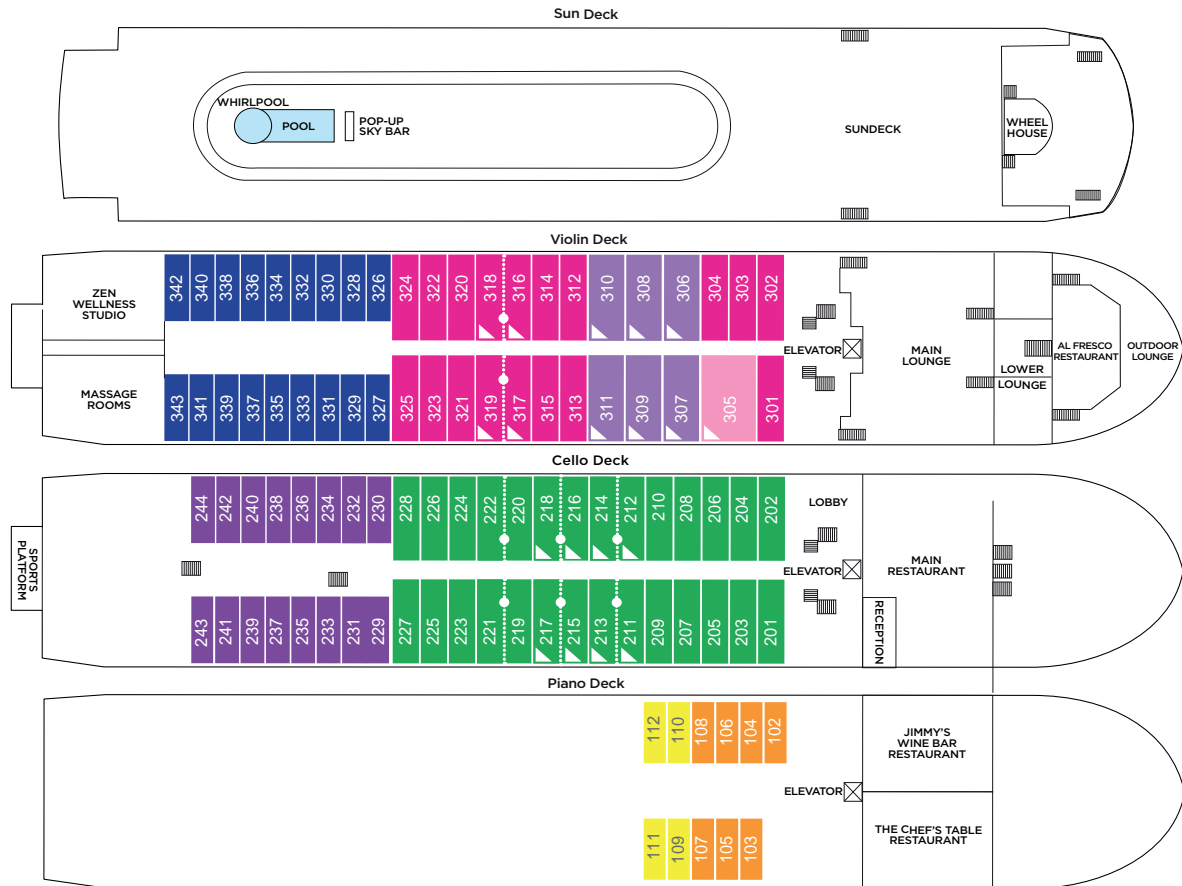 Sun Deck
WHIRLPOOL
POOL
POP-UP
SKY BAR
SUNDECK
WHEEL
HOUSE
Violin Deck
ZEN
WELLNESS
STUDIO
342
340
338
336
334
332
330
328
326
324
322
320
318
316
314
312
310
308
306
304
303
302
ELEVATOR
MAIN
LOUNGE
LOWER
LOUNGE
AL FRESCO
RESTAURANT
OUTDOOR
LOUNGE
MASSAGE
ROOMS
343
341
339
337
335
333
331
329
327
325
323
321
319
317
315
313
311
309
307
305
301
Cello Deck
SPORTS
PLATFORM
244
242
240
238
236
234
232
230
228
226
224
222
220
218
216
214
212
210
208
206
204
202
LOBBY
ELEVATOR
MAIN
RESTAURANT
RECEPTION
243
241
239
237
235
233
231
229
227
225
223
221
219
217
215
213
211
209
207
205
203
201
Piano Deck
112
110
108
106
104
102
JIMMY'S
WINE BAR
RESTAURANT
ELEVATOR
111
109
107
105
103
THE CHEF'S TABLE
RESTAURANT